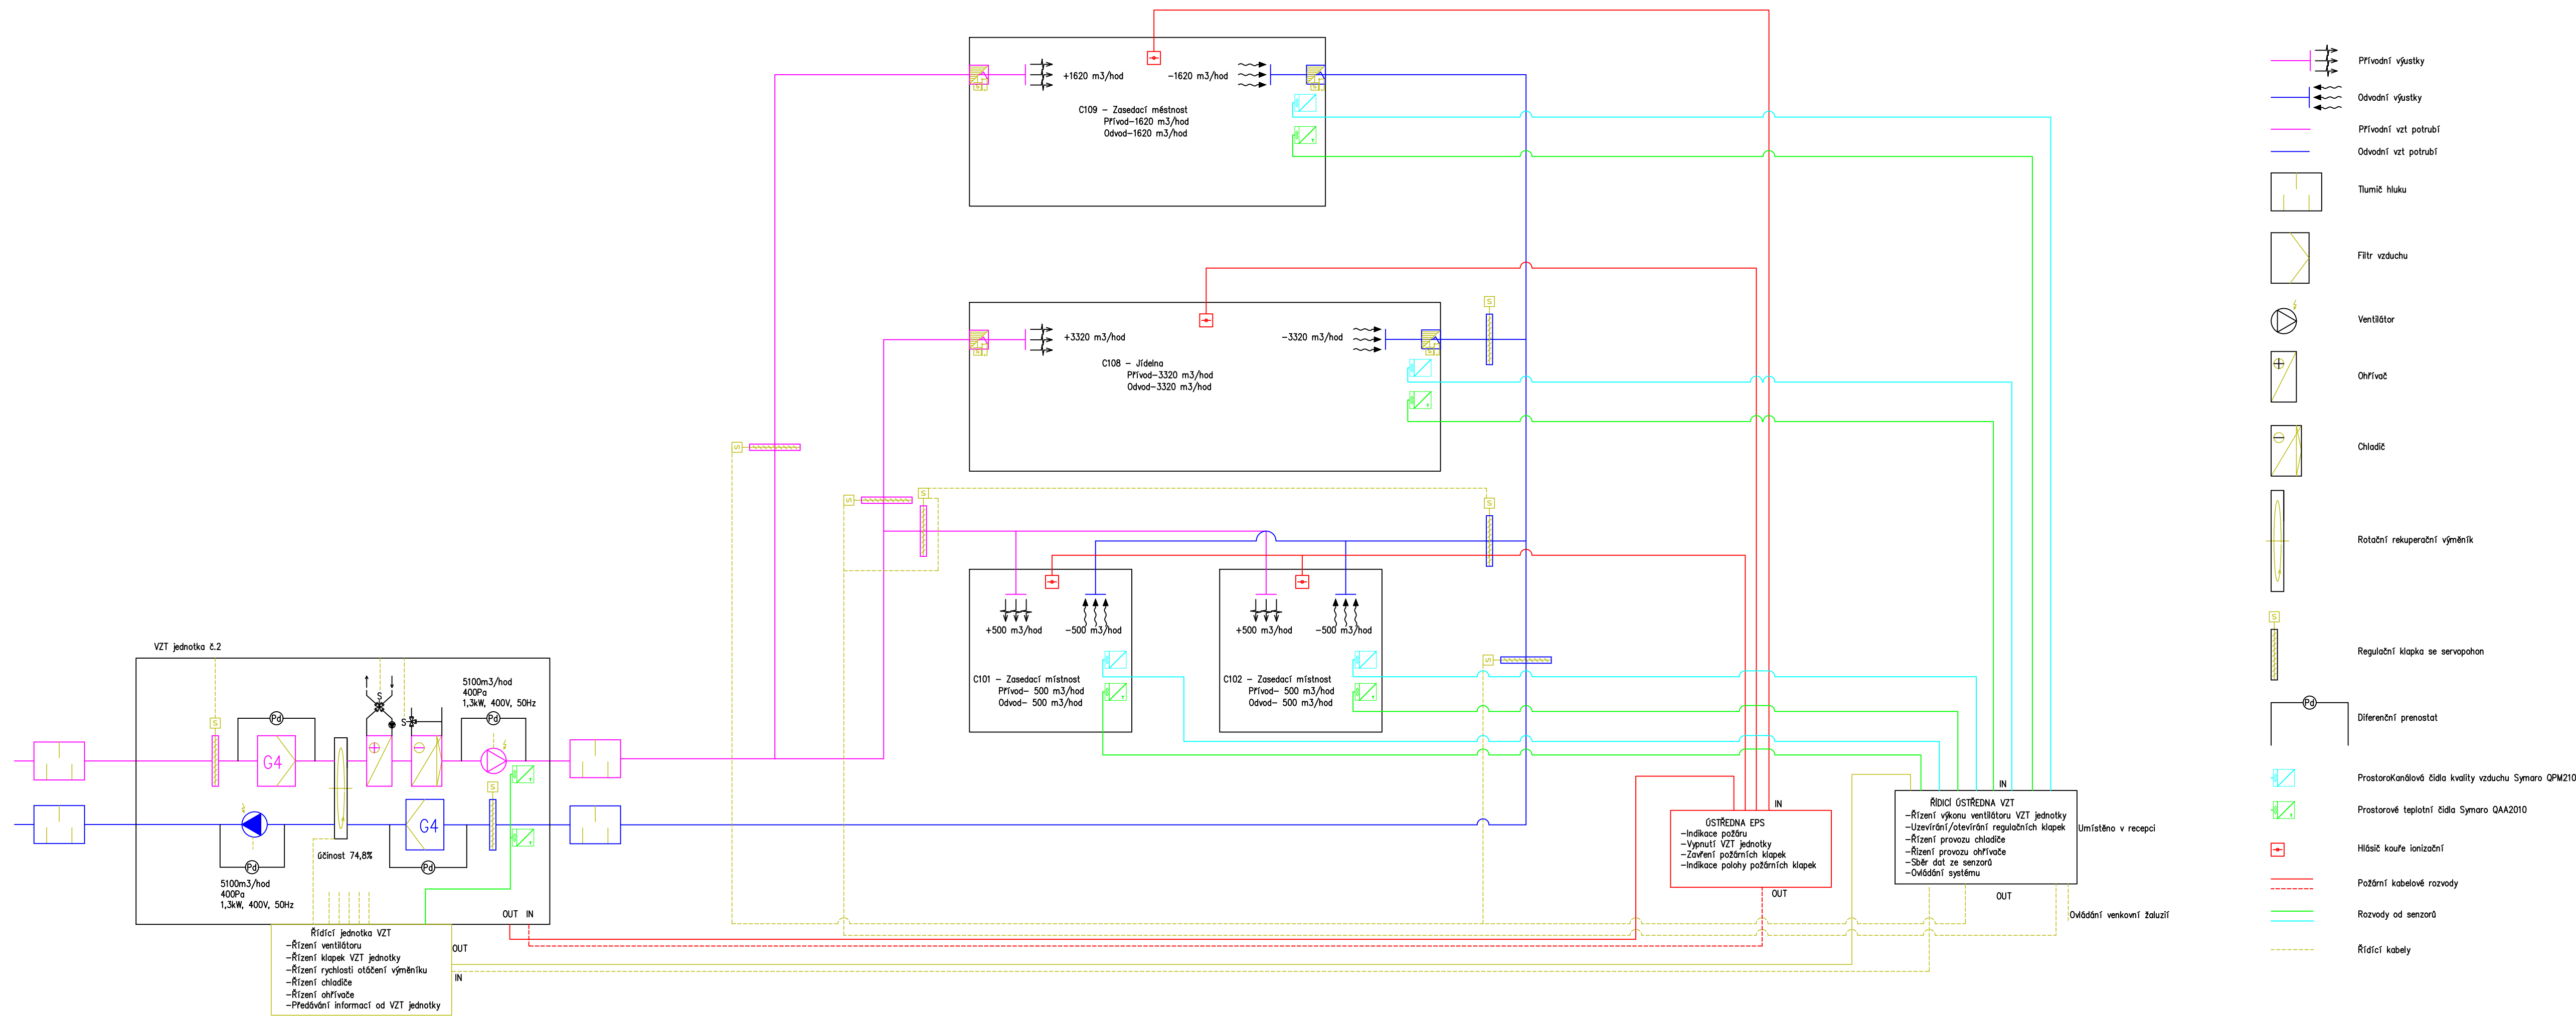 +1620 m3/hod
-1620 m3/hod
C109 - Zasedací méstnost
Přívod-1620 m3/hod
Odvod-1620 m3/hod
+3320 m3/hod
-3320 m3/hod
C108 - Jídelna
Přívod-3320 m3/hod
Odvod-3320 m3/hod
S
S
S
S
S
+500 m3/hod
-500 m3/hod
C101 - Zasedací místnost
Přívod- 500 m3/hod
Odvod- 500 m3/hod
+500 m3/hod
-500 m3/hod
C102 - Zasedací místnost
Přívod- 500 m3/hod
Odvod- 500 m3/hod
S
VZT jednotka č.2
S
Pd
G4
S
S
5100m3/hod
400Pa
1,3kW, 400V, 50Hz
Pd
S
G4
Pd
Pd
účinost 74,8%
5100m3/hod
400Pa
1,3kW, 400V, 50Hz
OUT IN
Řídící jednotka VZT
-Řízení ventilátoru
-Řízení klapek VZT jednotky
-Řízení rychlosti otáčení výměníku
-Řízení chladiče
-Řízení ohřívače
-Předávání informací od VZT jednotky
OUT
IN
IN
ÚSTŘEDNA EPS
-Indikace požáru
-Vypnutí VZT jednotky
-Zavření požárních klapek
-Indikace polohy požárních klapek
OUT
IN
ŘÍDICÍ ÚSTŘEDNA VZT
-Řízení výkonu ventilátoru VZT jednotky
-Uzevírání/otevírání regulačních klapek
-Řízení provozu chladiče
-Řízení provozu ohřívače
-Sběr dat ze senzorů
-Ovládání systému
Umístěno v recepci
OUT
Ovládání venkovní žaluzií
Přívodní výustky
Odvodní výustky
Přívodní vzt potrubí
Odvodní vzt potrubí
Tlumič hluku
Filtr vzduchu
Ventilátor
Ohřívač
Chladič
Rotační rekuperační výměník
S
Regulační klapka se servopohon
Pd
Diferenční prenostat
ProstoroKanálová čidla kvality vzduchu Symaro QPM210
Prostorové teplotní čidla Symaro QAA2010
Hlásič kouře ionizační
Požární kabelové rozvody
Rozvody od senzorů
Řídící kabely